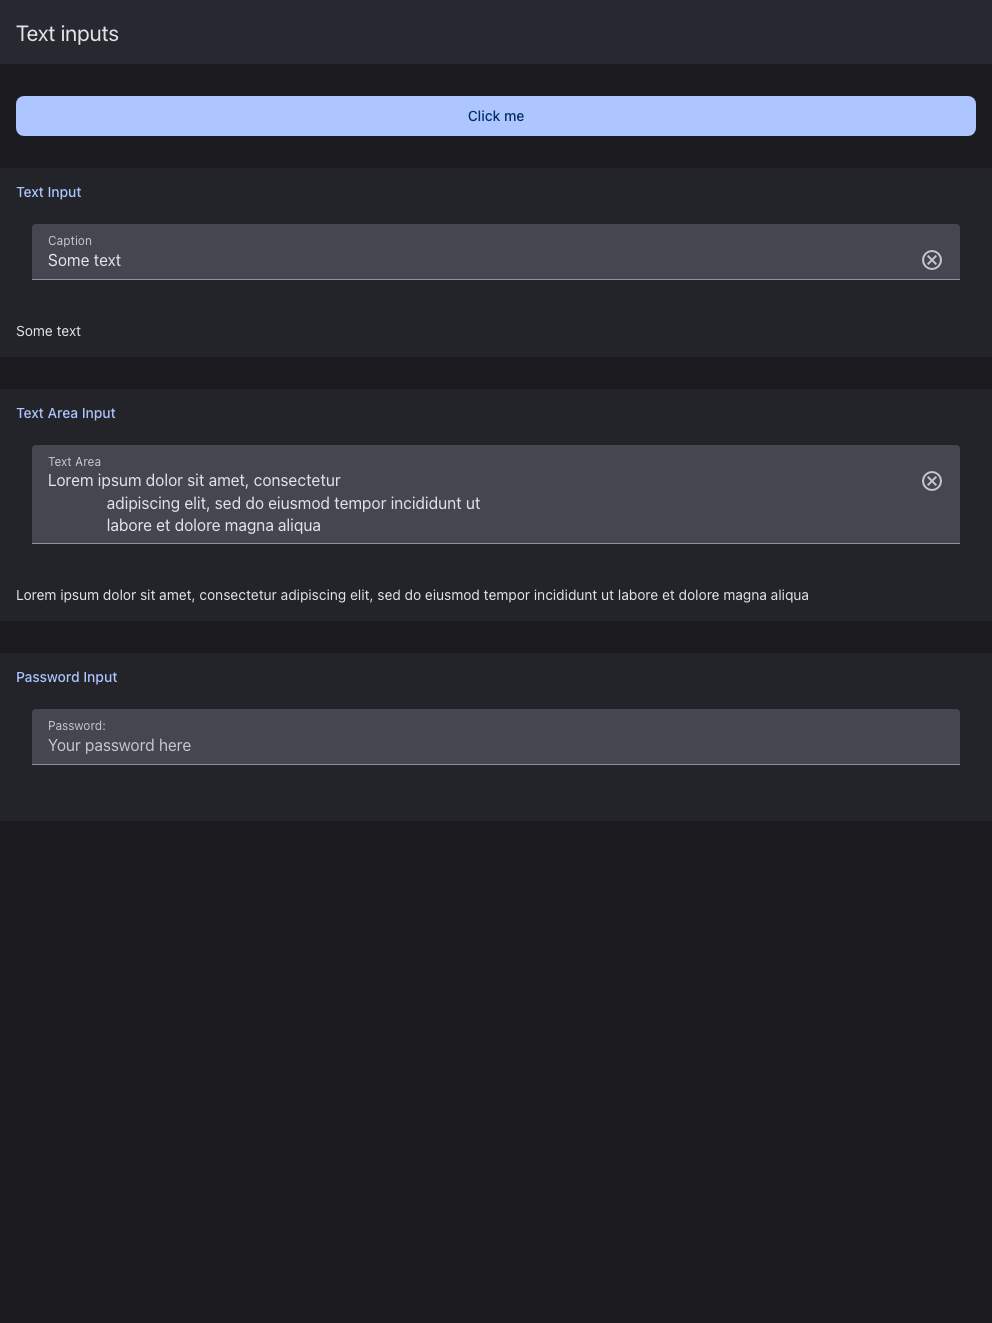 Text inputs
Click me
Text Input
Caption
Some text
Some text
Text Area Input
Text Area
Lorem ipsum dolor sit amet, consectetur
adipiscing elit, sed do eiusmod tempor incididunt ut
labore et dolore magna aliqua
Lorem ipsum dolor sit amet, consectetur adipiscing elit, sed do eiusmod tempor incididunt ut labore et dolore magna aliqua
Password Input
Password:
Your password here